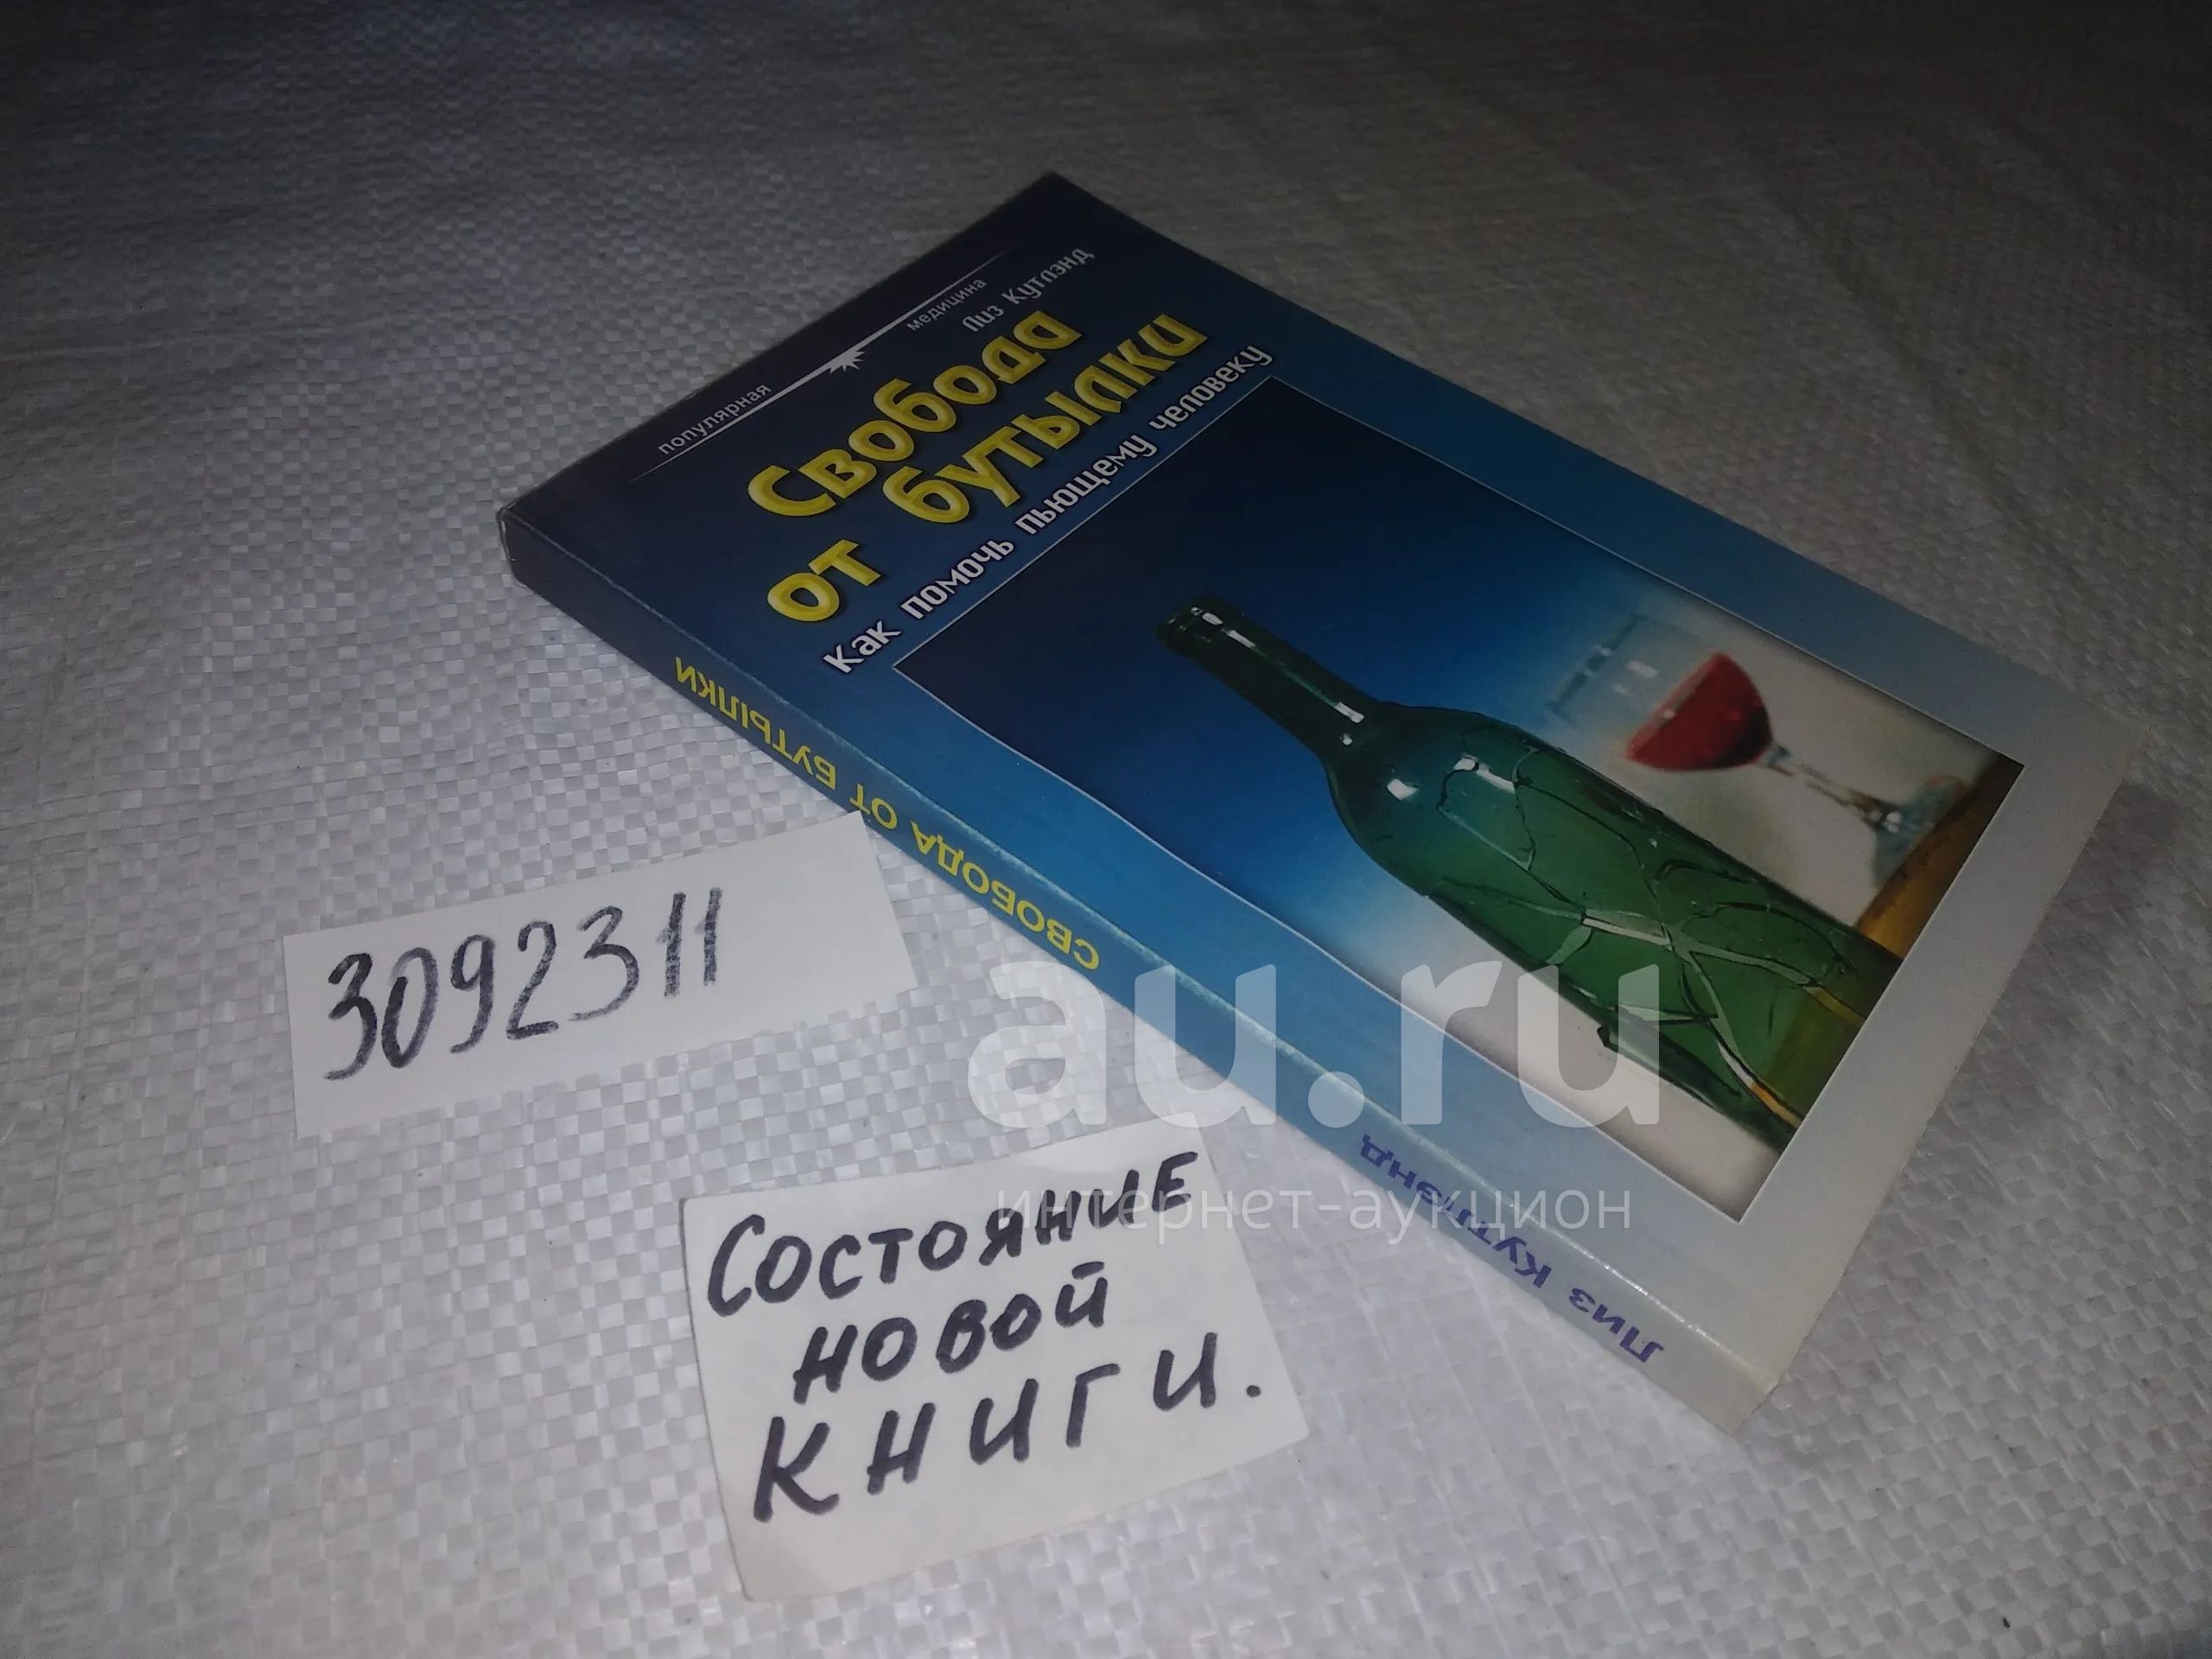 популярная медицина
Лиз Кутлэнд
Свобода
от бутылки
Как помочь пьющему человеку
СВОБОДА ОТ БУТЫЛКИ
Лиз Кутлэнд
3092311
au.ru
интернет-аукцион
Состояние
новой
книги.